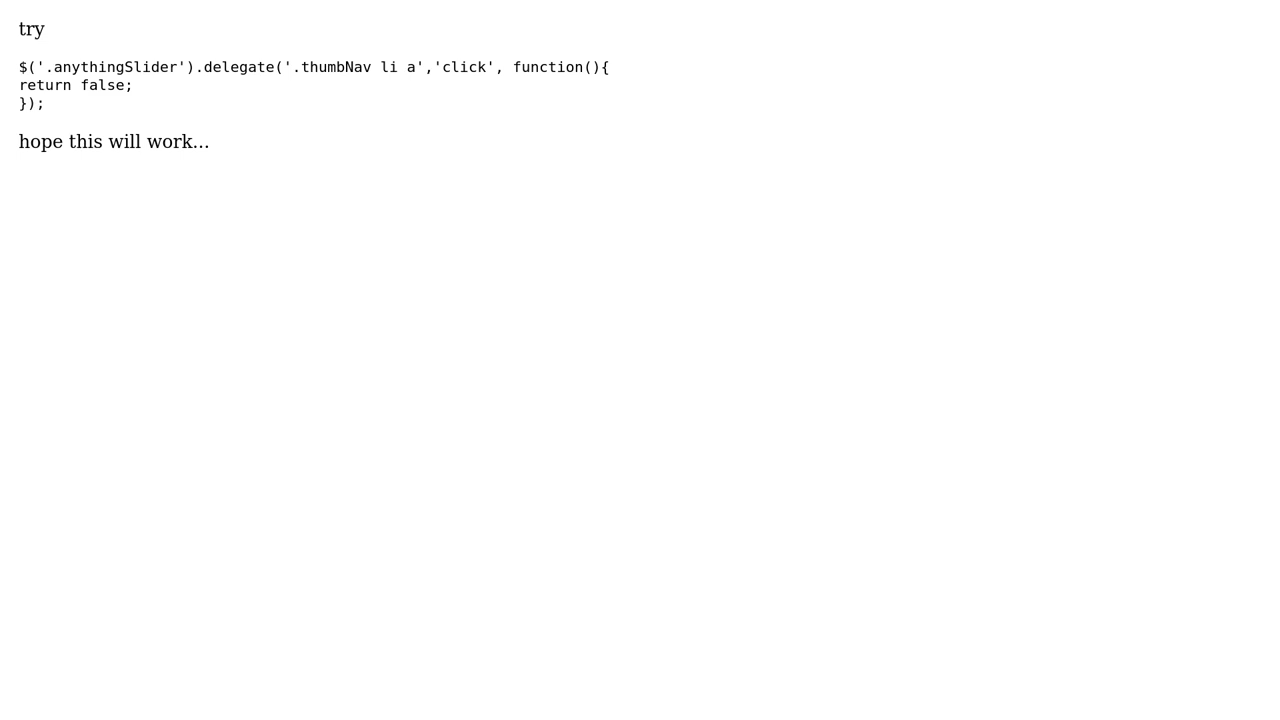 try
$('.anythingSlider').delegate('.thumbNav li a','click', function(){
return false;
});
hope this will work...